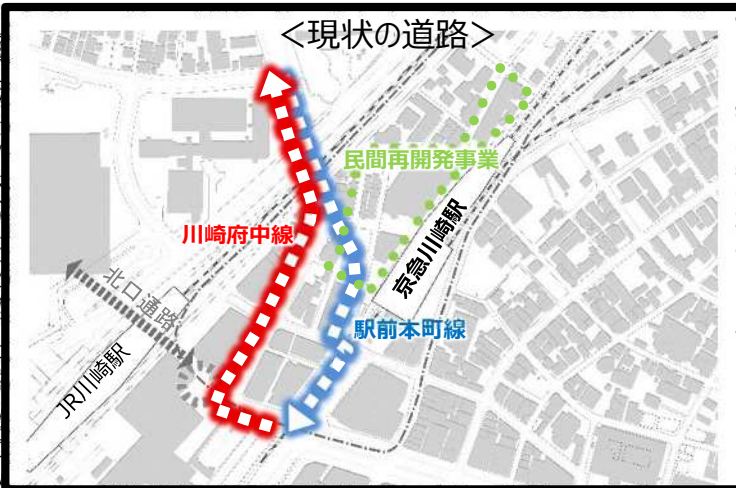 ＜現状の道路＞
民間再開発事業
川崎府中線
京急川崎駅
北口通路
駅前本町線
JR川崎駅